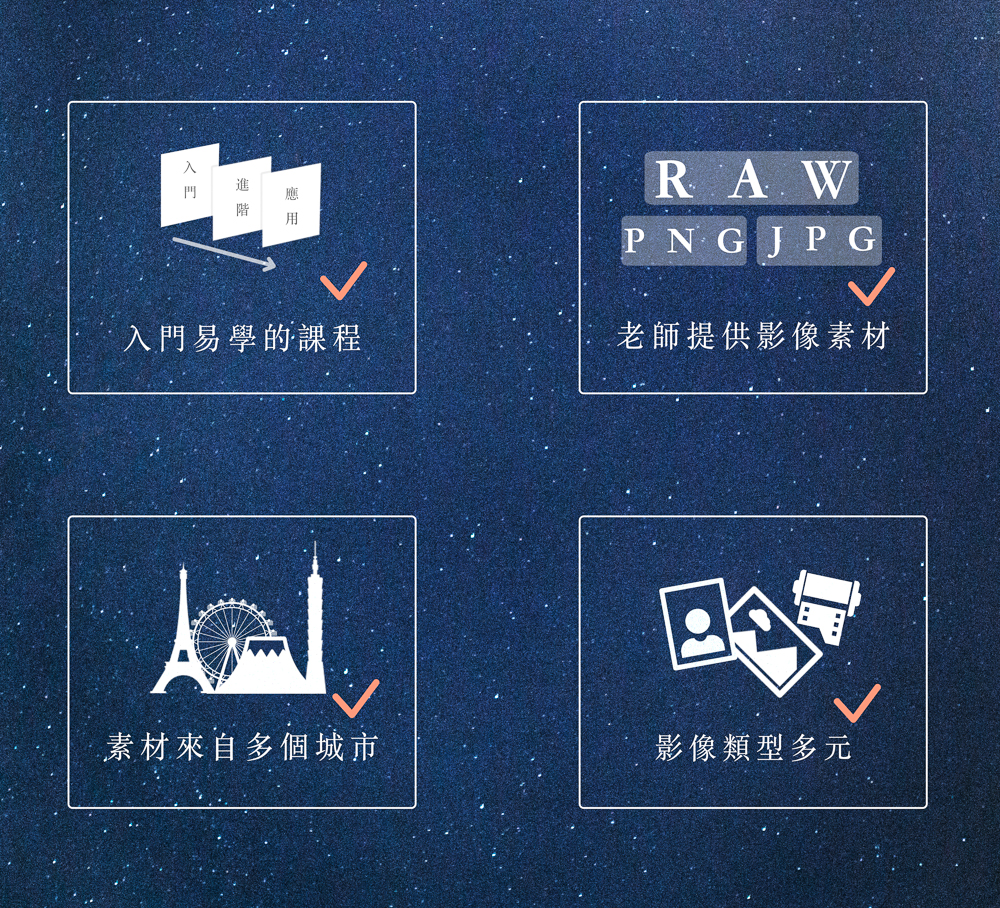 入門
進階
應用
入門易學的課程
RAW
PNG JPG
老師提供影像素材
素材來自多個城市
影像類型多元